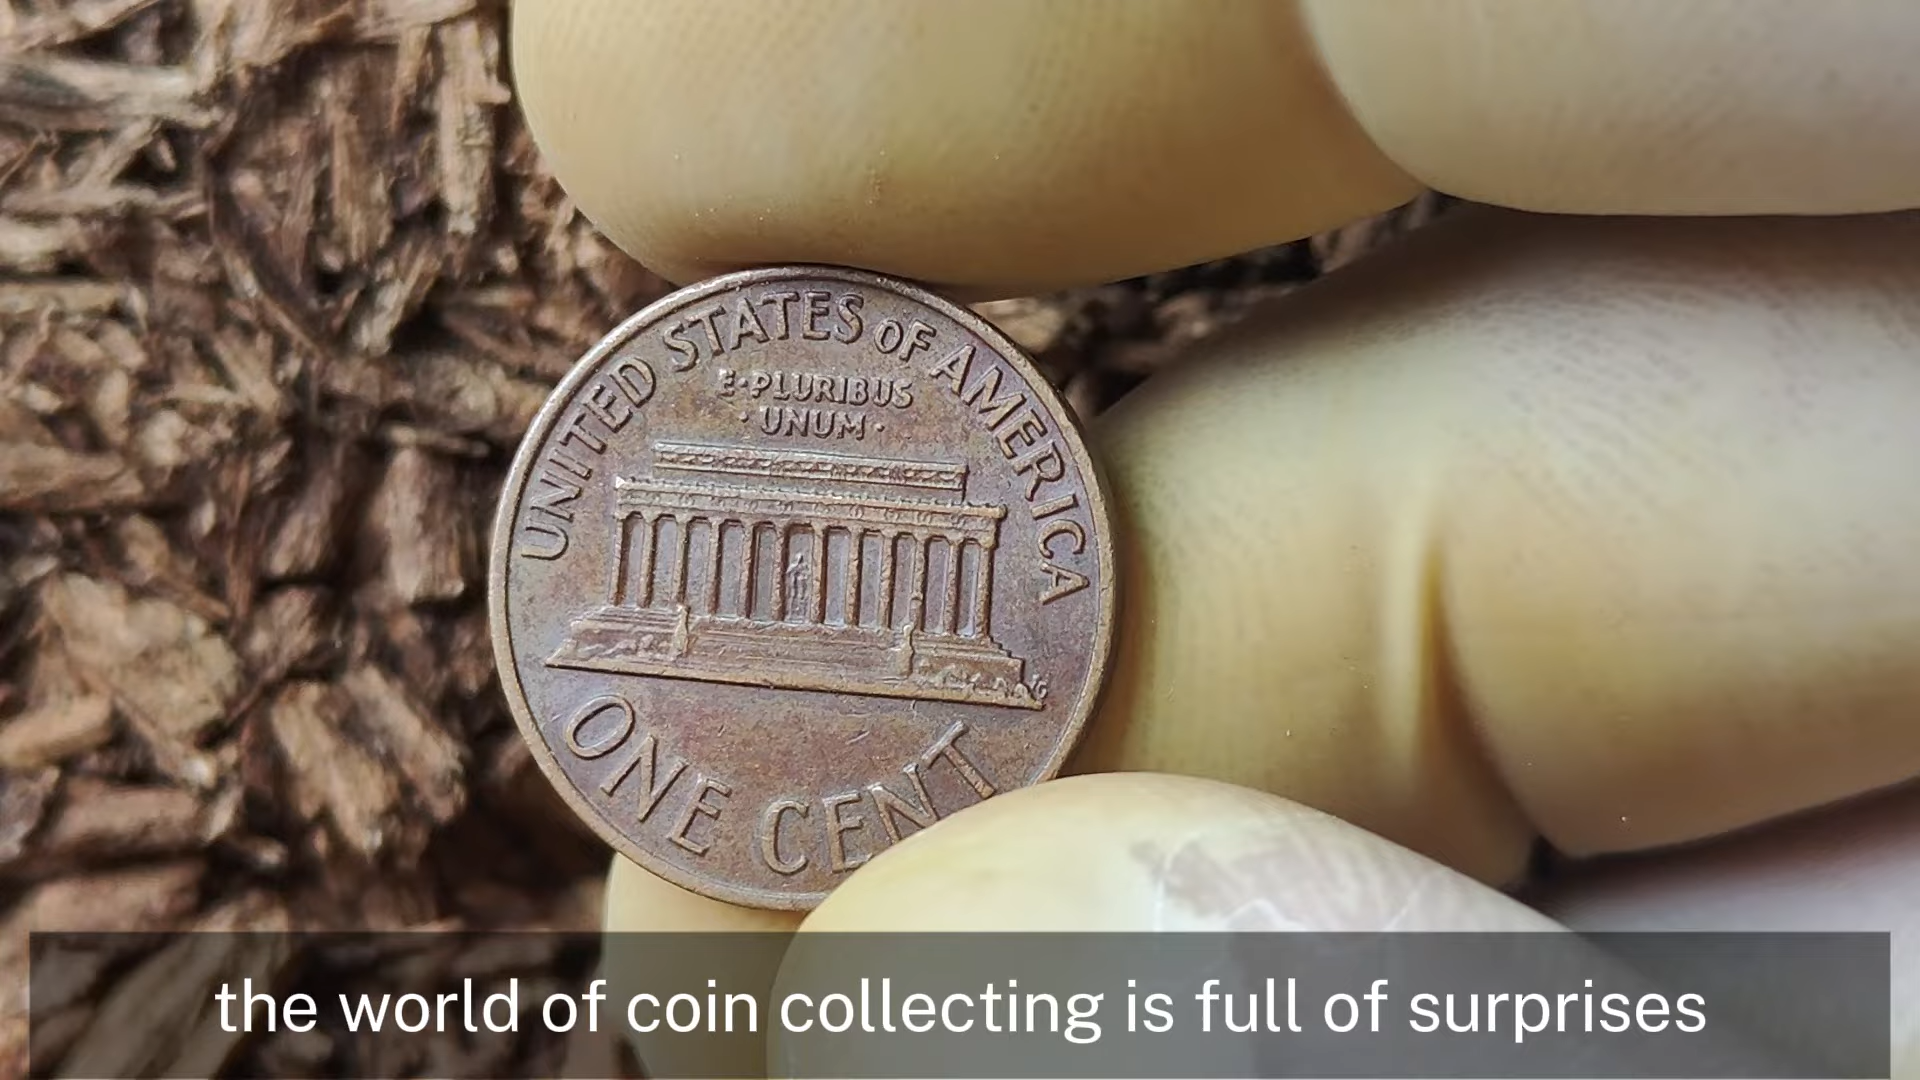 UNITED STATES OF AMERICA
E·PLURIBUS
·UNUM·
ONE CENT
the world of coin collecting is full of surprises